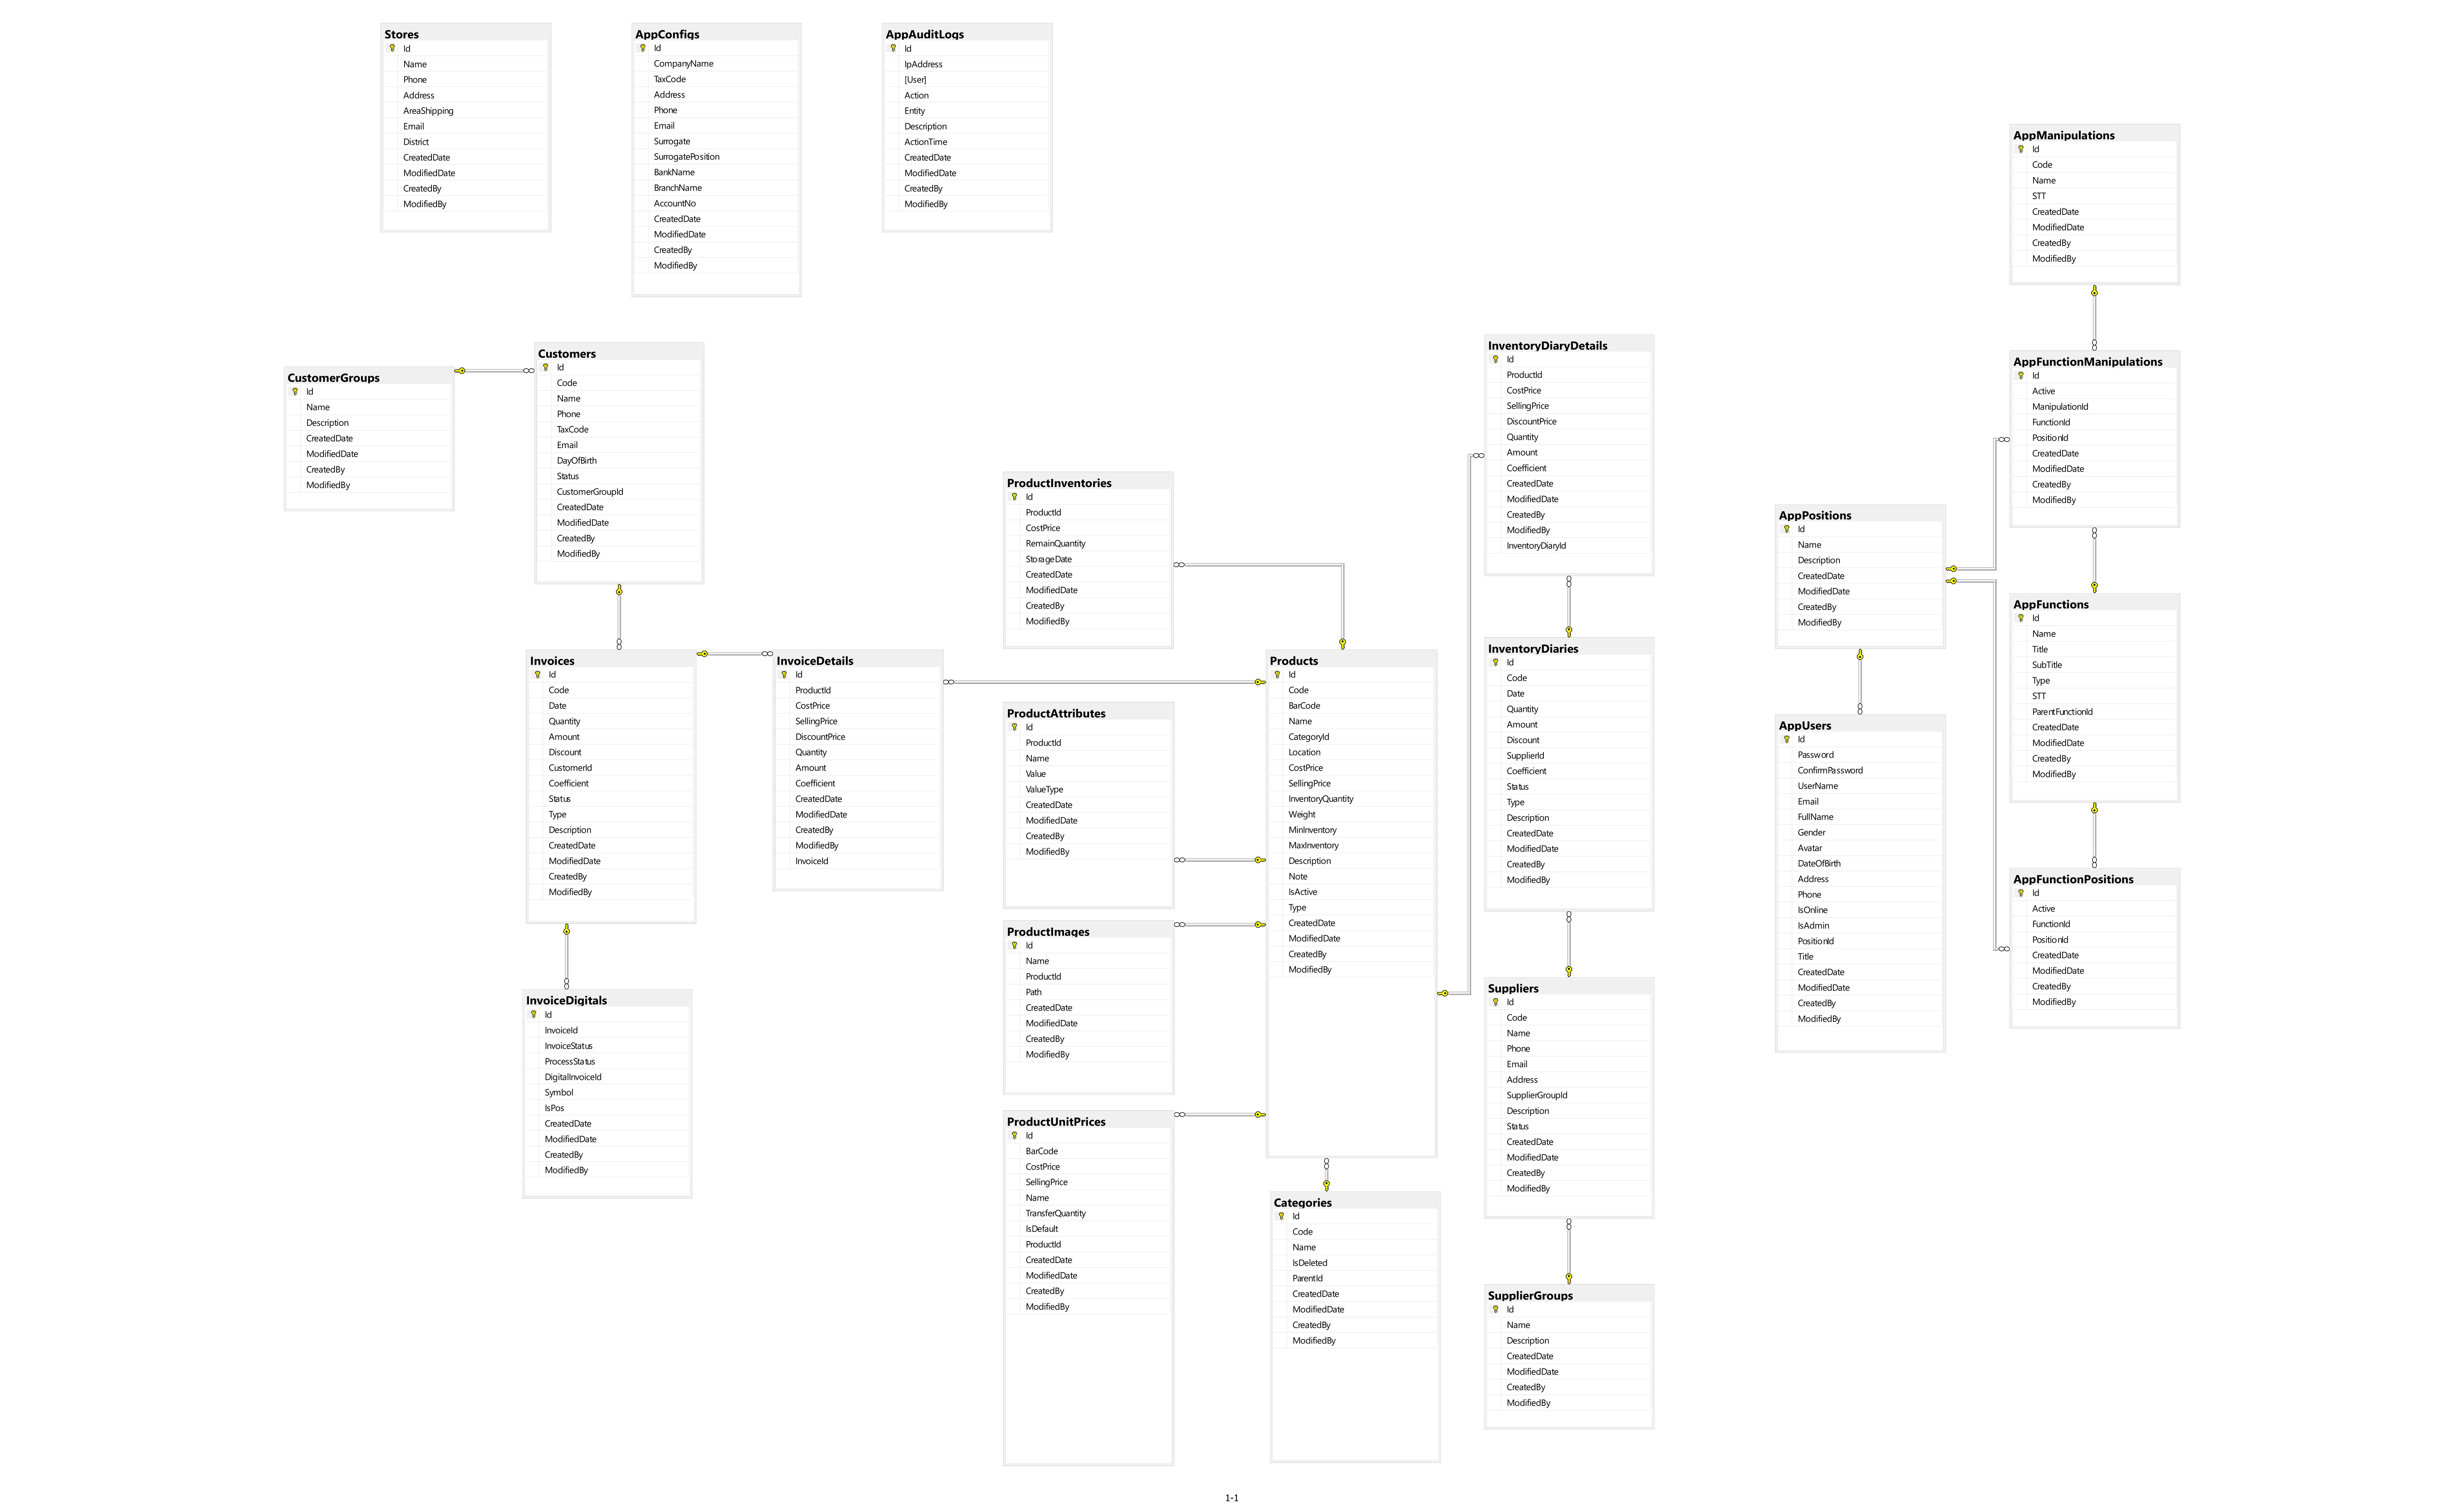 Stores
Id
Name
Phone
Address
AreaShipping
Email
District
CreatedDate
ModifiedDate
CreatedBy
ModifiedBy
AppConfigs
Id
CompanyName
TaxCode
Address
Phone
Email
Surrogate
SurrogatePosition
BankName
BranchName
AccountNo
CreatedDate
ModifiedDate
CreatedBy
ModifiedBy
AppAuditLogs
Id
IpAddress
[User]
Action
Entity
Description
ActionTime
CreatedDate
ModifiedDate
CreatedBy
ModifiedBy
CustomerGroups
Id
Name
Description
CreatedDate
ModifiedDate
CreatedBy
ModifiedBy
Customers
Id
Code
Name
Phone
TaxCode
Email
DayOfBirth
Status
CustomerGroupId
CreatedDate
ModifiedDate
CreatedBy
ModifiedBy
Invoices
Id
Code
Date
Quantity
Amount
Discount
CustomerId
Coefficient
Status
Type
Description
CreatedDate
ModifiedDate
CreatedBy
ModifiedBy
InvoiceDetails
Id
ProductId
CostPrice
SellingPrice
DiscountPrice
Quantity
Amount
Coefficient
CreatedDate
ModifiedDate
CreatedBy
ModifiedBy
InvoiceId
InvoiceDigitals
Id
InvoiceId
InvoiceStatus
ProcessStatus
DigitalInvoiceId
Symbol
IsPos
CreatedDate
ModifiedDate
CreatedBy
ModifiedBy
ProductInventories
Id
ProductId
CostPrice
RemainQuantity
StorageDate
CreatedDate
ModifiedDate
CreatedBy
ModifiedBy
ProductAttributes
Id
ProductId
Name
Value
ValueType
CreatedDate
ModifiedDate
CreatedBy
ModifiedBy
ProductImages
Id
Name
ProductId
Path
CreatedDate
ModifiedDate
CreatedBy
ModifiedBy
ProductUnitPrices
Id
BarCode
CostPrice
SellingPrice
Name
TransferQuantity
IsDefault
ProductId
CreatedDate
ModifiedDate
CreatedBy
ModifiedBy
Products
Id
Code
BarCode
Name
CategoryId
Location
CostPrice
SellingPrice
InventoryQuantity
Weight
MinInventory
MaxInventory
Description
Note
IsActive
Type
CreatedDate
ModifiedDate
CreatedBy
ModifiedBy
Categories
Id
Code
Name
IsDeleted
ParentId
CreatedDate
ModifiedDate
CreatedBy
ModifiedBy
InventoryDiaryDetails
Id
ProductId
CostPrice
SellingPrice
DiscountPrice
Quantity
Amount
Coefficient
CreatedDate
ModifiedDate
CreatedBy
ModifiedBy
InventoryDiaryId
InventoryDiaries
Id
Code
Date
Quantity
Amount
Discount
SupplierId
Coefficient
Status
Type
Description
CreatedDate
ModifiedDate
CreatedBy
ModifiedBy
Suppliers
Id
Code
Name
Phone
Email
Address
SupplierGroupId
Description
Status
CreatedDate
ModifiedDate
CreatedBy
ModifiedBy
SupplierGroups
Id
Name
Description
CreatedDate
ModifiedDate
CreatedBy
ModifiedBy
AppPositions
Id
Name
Description
CreatedDate
ModifiedDate
CreatedBy
ModifiedBy
AppUsers
Id
Password
ConfirmPassword
UserName
Email
FullName
Gender
Avatar
DateOfBirth
Address
Phone
IsOnline
IsAdmin
PositionId
Title
CreatedDate
ModifiedDate
CreatedBy
ModifiedBy
AppManipulations
Id
Code
Name
STT
CreatedDate
ModifiedDate
CreatedBy
ModifiedBy
AppFunctionManipulations
Id
Active
ManipulationId
FunctionId
PositionId
CreatedDate
ModifiedDate
CreatedBy
ModifiedBy
AppFunctions
Id
Name
Title
SubTitle
Type
STT
ParentFunctionId
CreatedDate
ModifiedDate
CreatedBy
ModifiedBy
AppFunctionPositions
Id
Active
FunctionId
PositionId
CreatedDate
ModifiedDate
CreatedBy
ModifiedBy
1-1